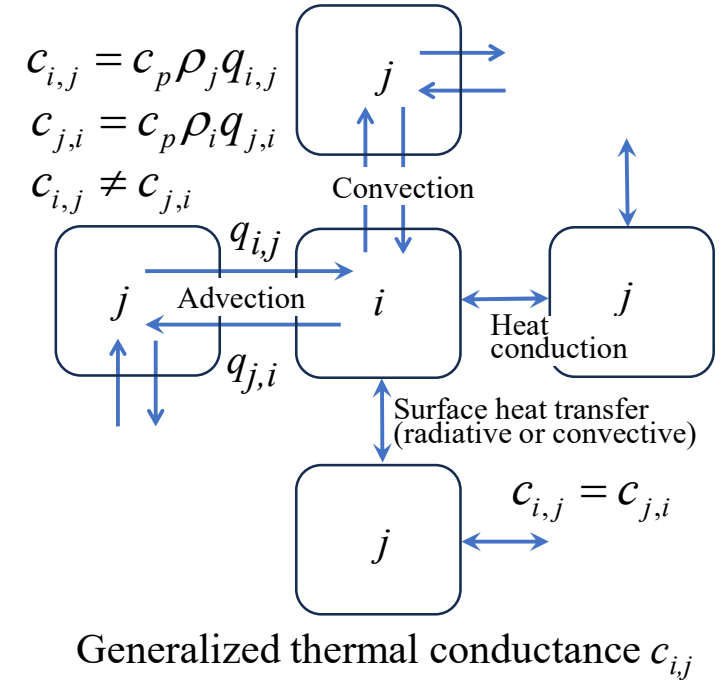 c_{i,j} = c_p ρ_j q_{i,j}
c_{j,i} = c_p ρ_i q_{j,i}
c_{i,j} ≠ c_{j,i}
j
Convection
q_{i,j}
j
Advection
i
j
Heat
conduction
q_{j,i}
Surface heat transfer
(radiative or convective)
c_{i,j} = c_{j,i}
j
Generalized thermal conductance c_{i,j}